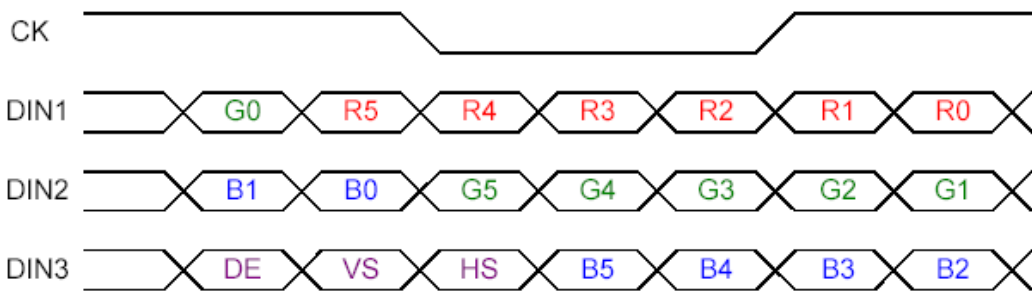 CK
DIN1 G0 R5 R4 R3 R2 R1 R0
DIN2 B1 B0 G5 G4 G3 G2 G1
DIN3 DE VS HS B5 B4 B3 B2